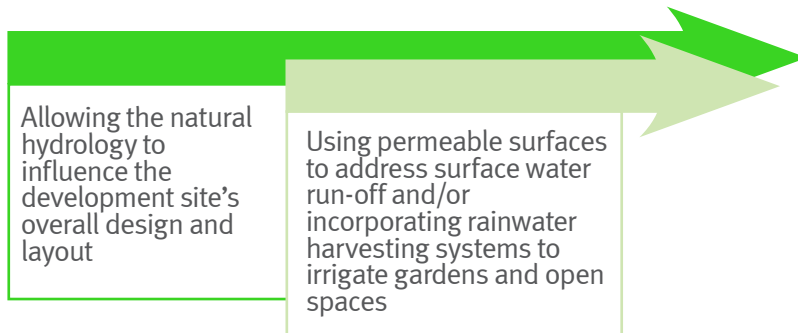 Allowing the natural
hydrology to
influence the
development site's
overall design and
layout
Using permeable surfaces
to address surface water
run-off and/or
incorporating rainwater
harvesting systems to
irrigate gardens and open
spaces